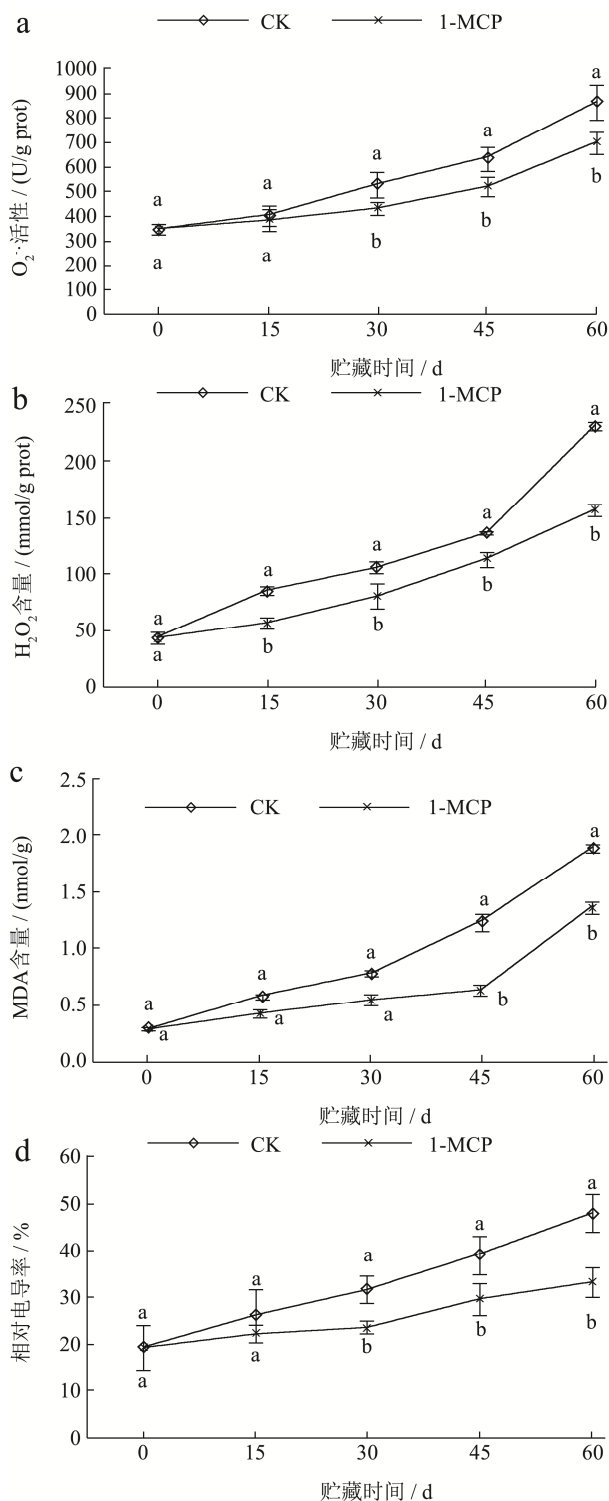 a
CK 1-MCP
1000
900
800
700
600
500
400
300
200
100
0
O₂⁻·活性 / (U/g prot)
a a a a a
a a b b b
0 15 30 45 60
贮藏时间 / d
b
CK 1-MCP
250
200
150
100
50
0
H₂O₂含量 / (mmol/g prot)
a a a a a
a b b b b
0 15 30 45 60
贮藏时间 / d
c
CK 1-MCP
2.5
2.0
1.5
1.0
0.5
0.0
MDA含量 / (nmol/g)
a a a a a
a a a b b
0 15 30 45 60
贮藏时间 / d
d
CK 1-MCP
60
50
40
30
20
10
0
相对电导率 / %
a a a a a
a a b b b
0 15 30 45 60
贮藏时间 / d